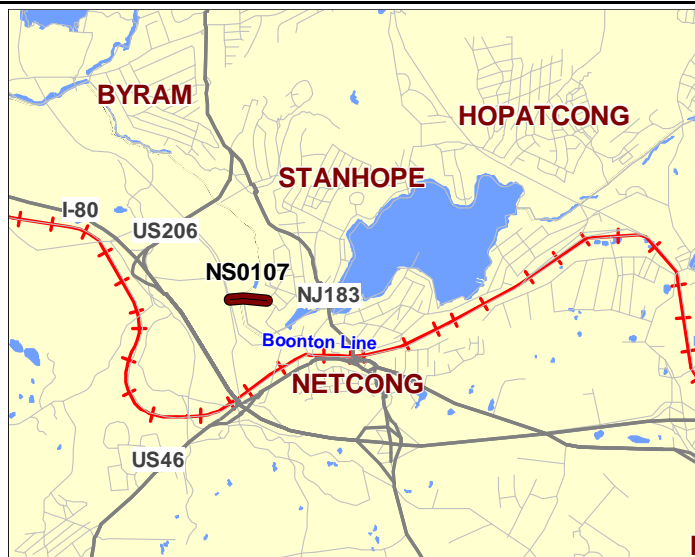 BYRAM
HOPATCONG
STANHOPE
I-80
US206
NS0107
NJ183
Boonton Line
NETCONG
US46